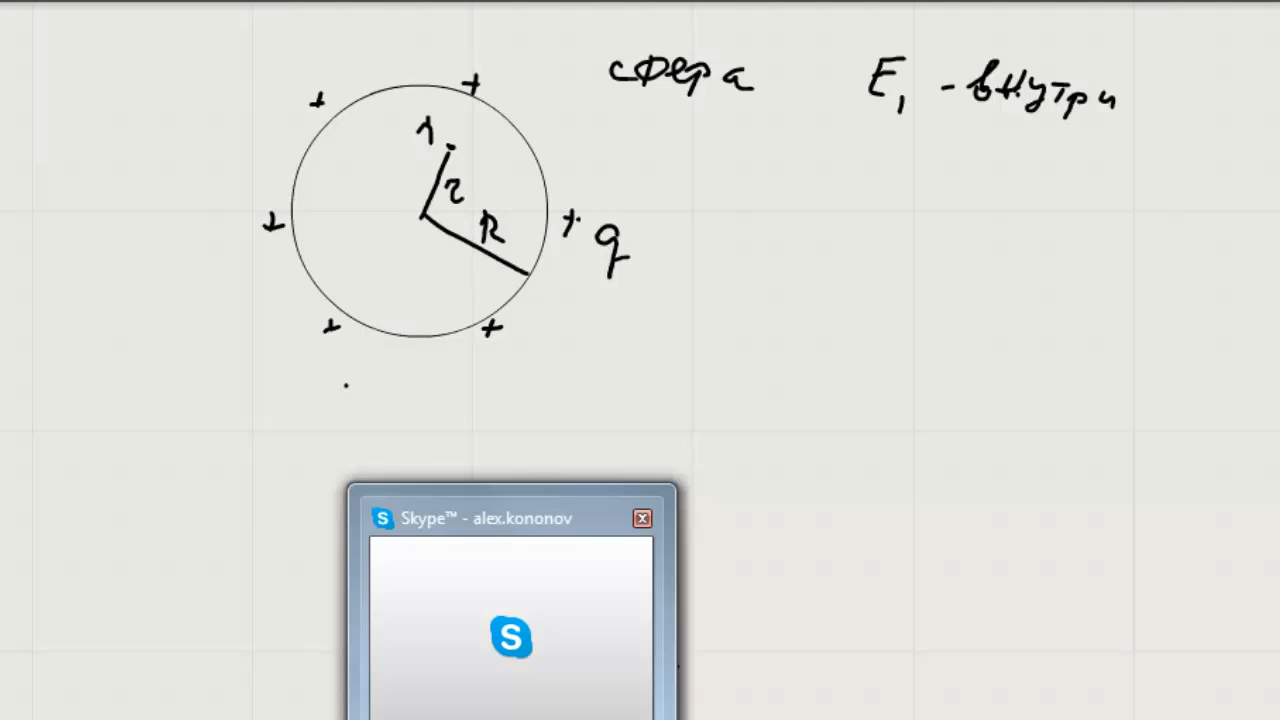 сфера E₁ - внутри
1
r
R
+ + + + + +
q
Skype™ - alex.kononov
S